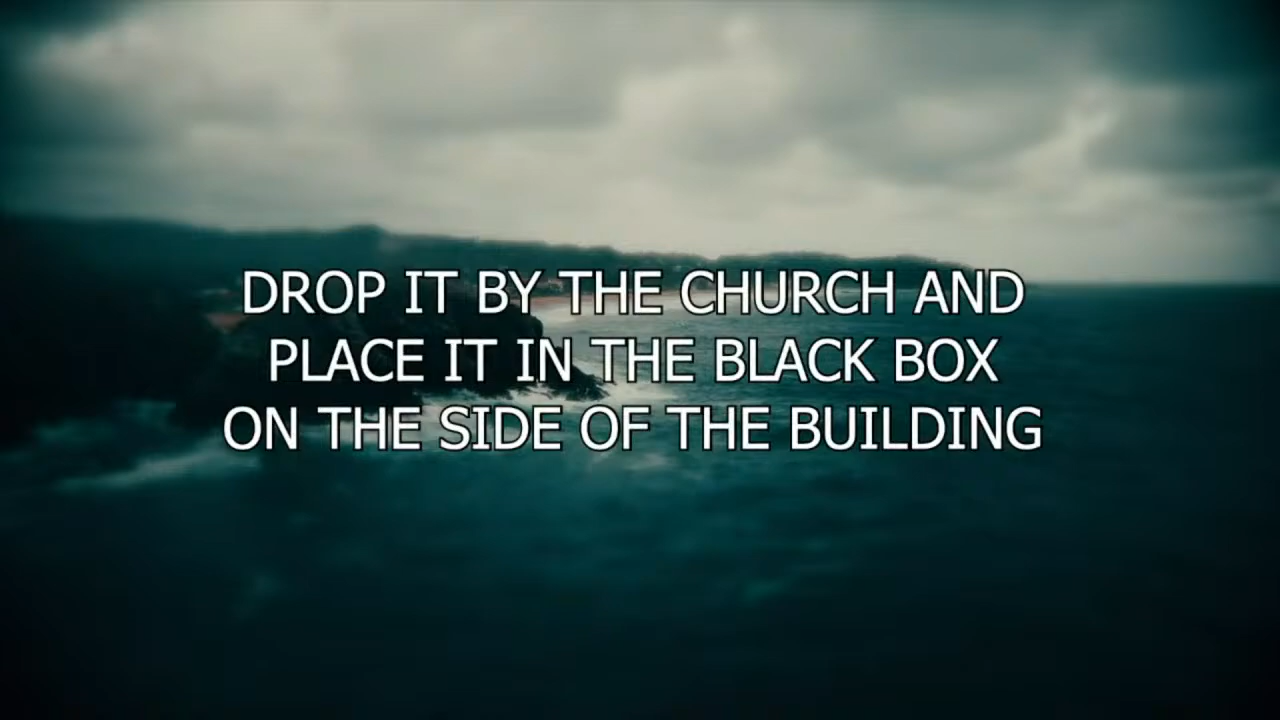 DROP IT BY THE CHURCH AND
PLACE IT IN THE BLACK BOX
ON THE SIDE OF THE BUILDING